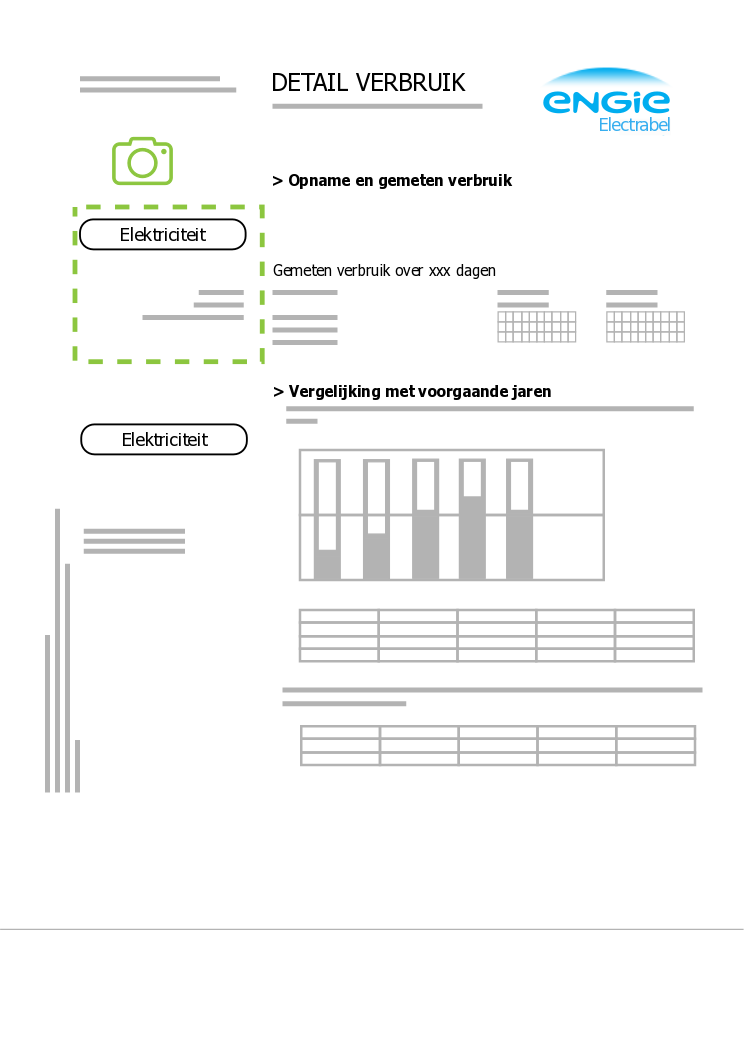 DETAIL VERBRUIK
ENGIE
Electrabel
> Opname en gemeten verbruik
Elektriciteit
Gemeten verbruik over xxx dagen
> Vergelijking met voorgaande jaren
Elektriciteit